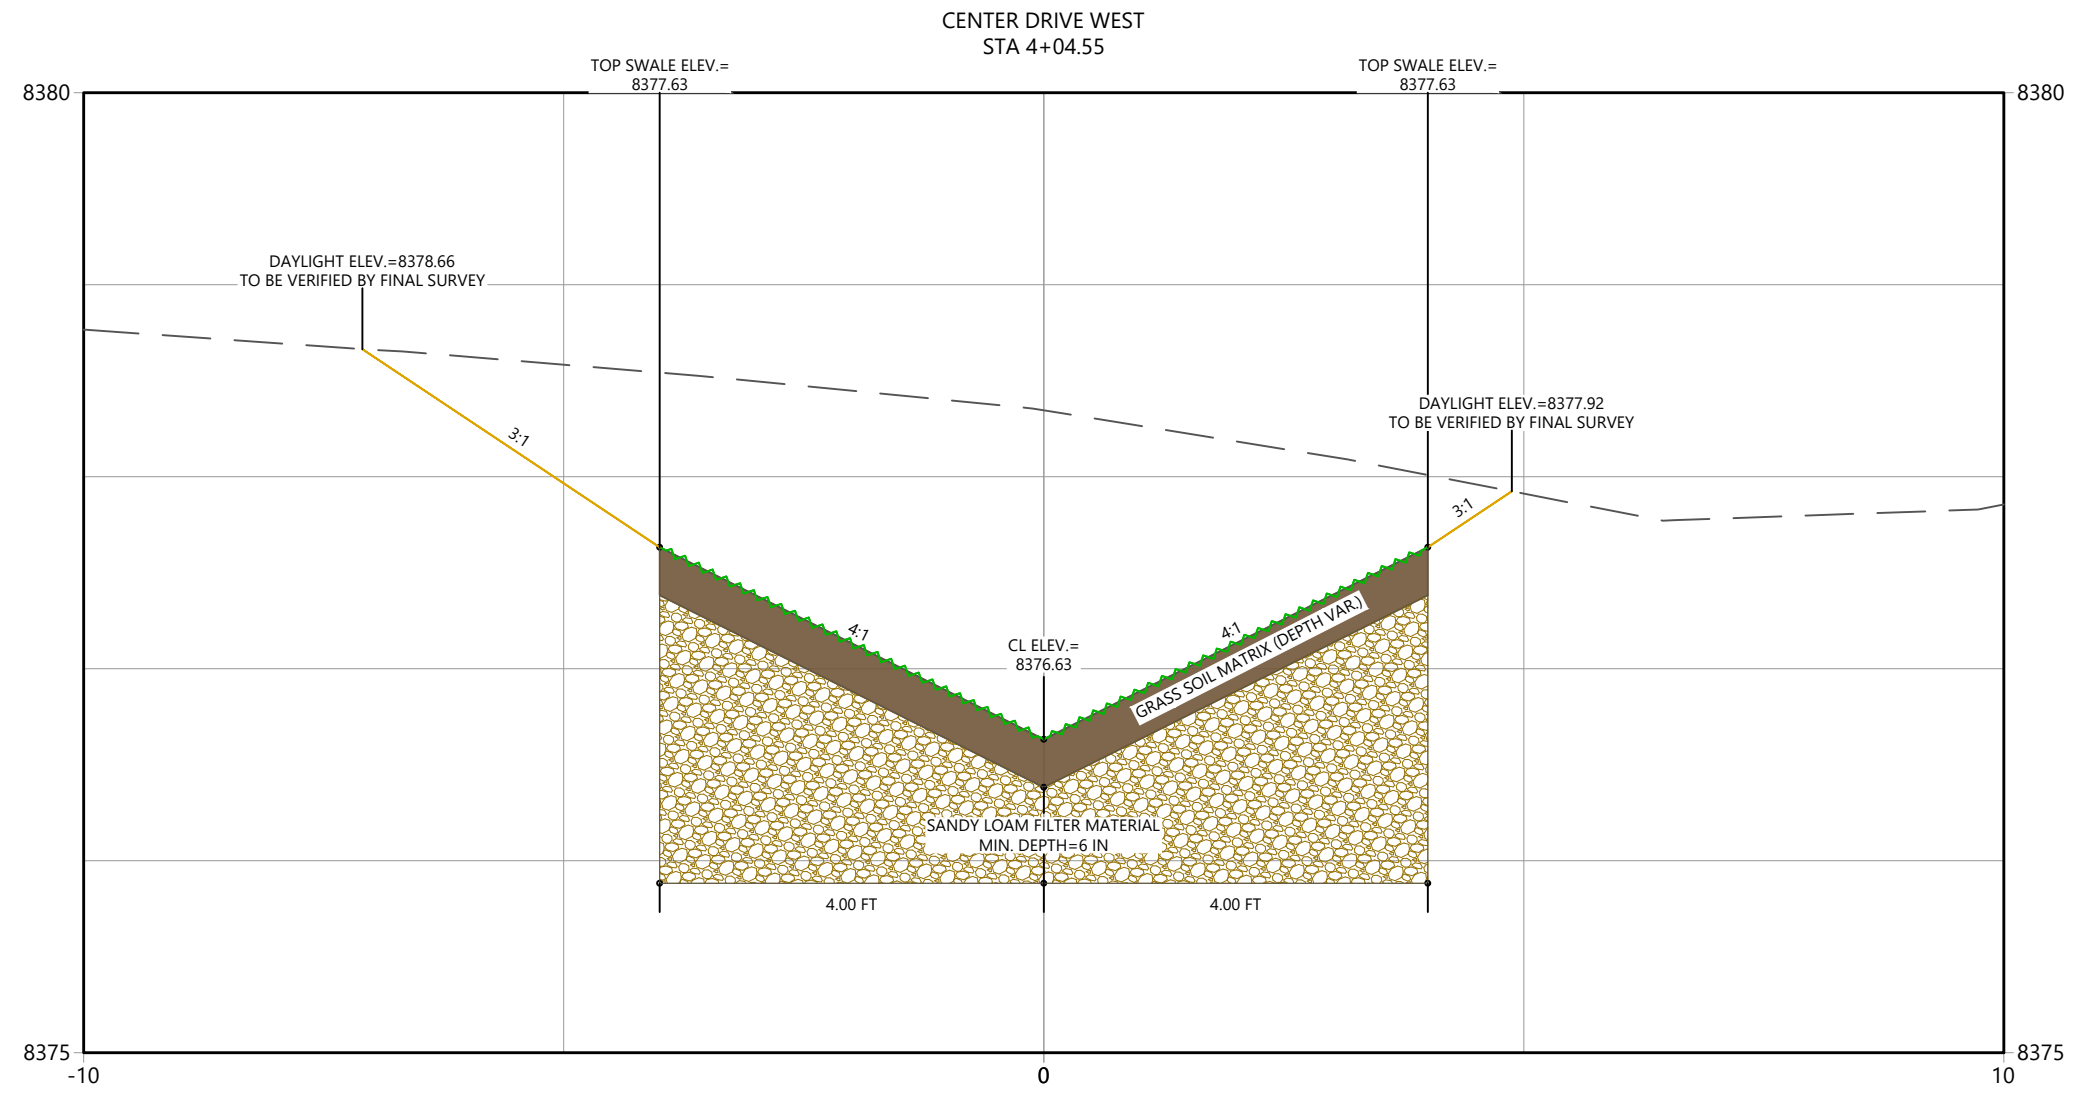 CENTER DRIVE WEST
STA 4+04.55
TOP SWALE ELEV.=
8377.63
TOP SWALE ELEV.=
8377.63
8380
8380
DAYLIGHT ELEV.=8378.66
TO BE VERIFIED BY FINAL SURVEY
DAYLIGHT ELEV.=8377.92
TO BE VERIFIED BY FINAL SURVEY
3:1
3:1
4:1
4:1
GRASS SOIL MATRIX (DEPTH VAR.)
CL ELEV.=
8376.63
SANDY LOAM FILTER MATERIAL
MIN. DEPTH=6 IN
4.00 FT
4.00 FT
8375
8375
-10
0
10